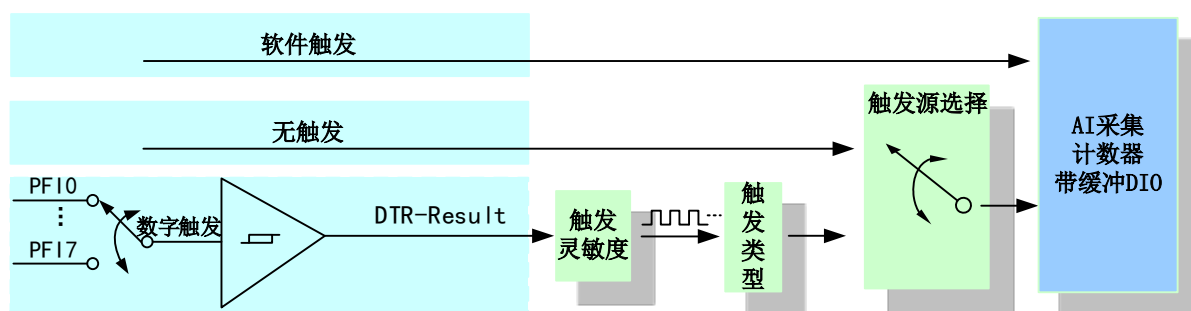 软件触发
无触发
PFI0
⋮
PFI7
数字触发
DTR-Result
触发
灵敏度
触发类型
触发源选择
AI采集
计数器
带缓冲DIO